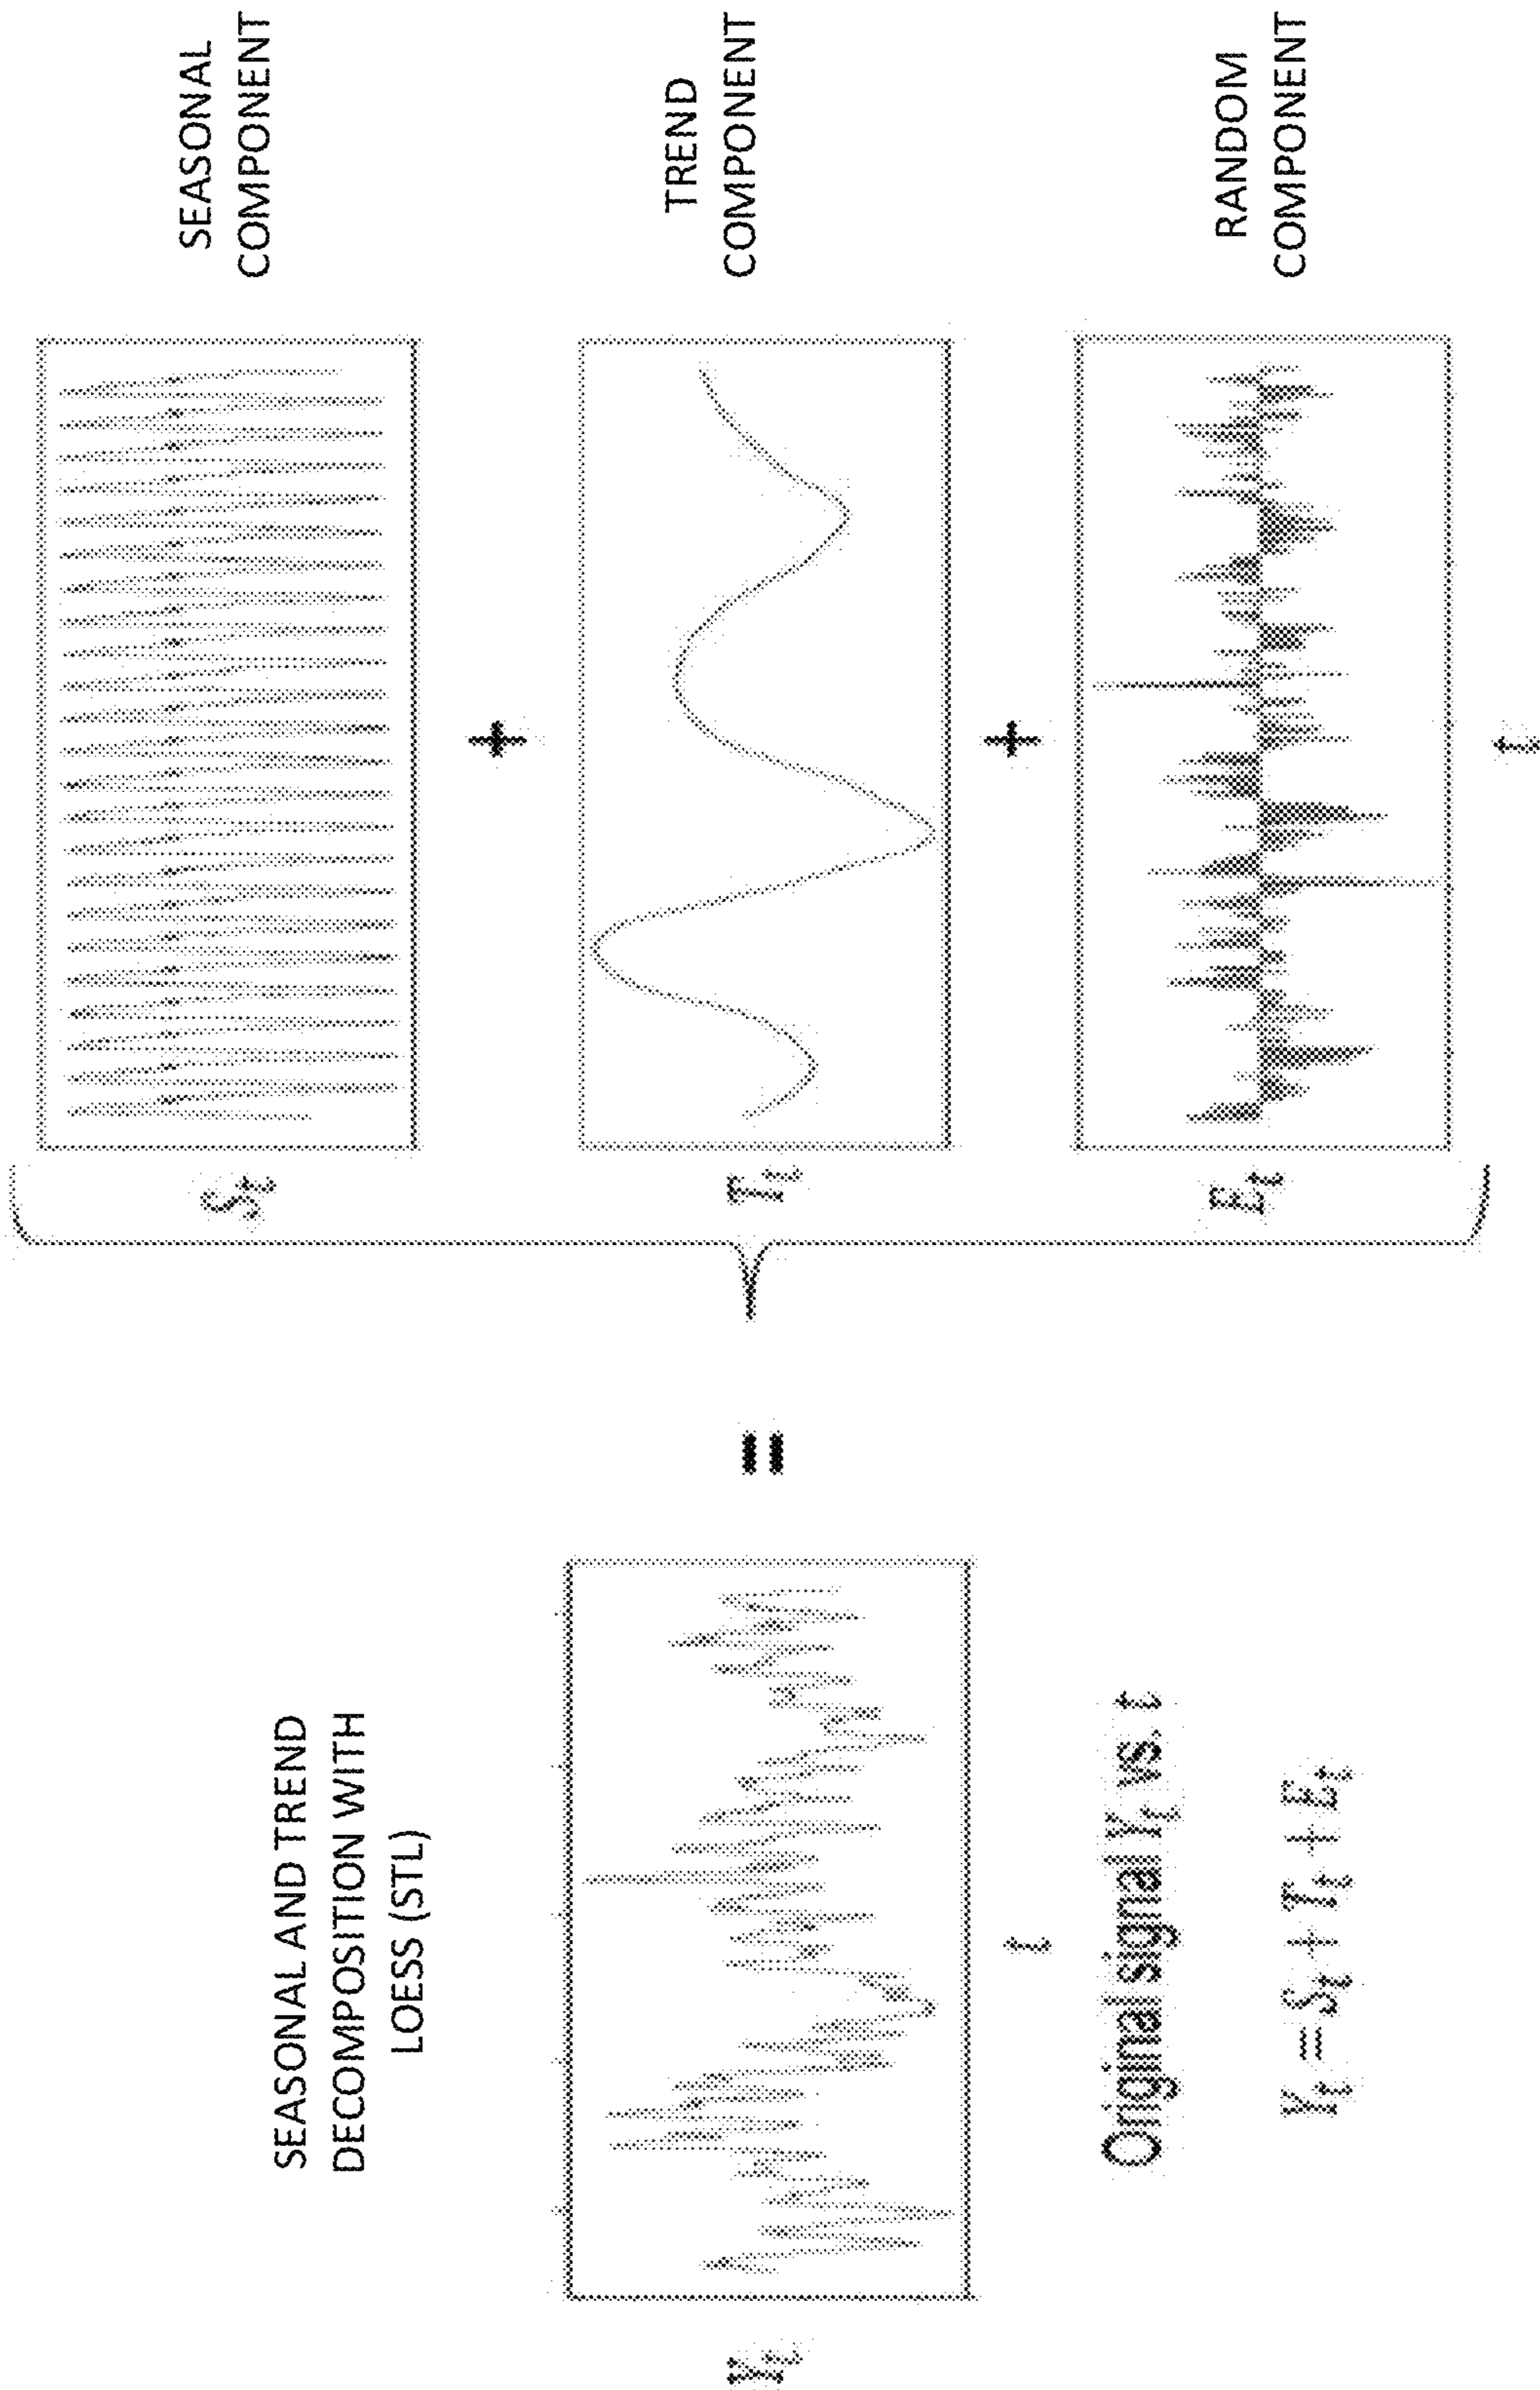 SEASONAL AND TREND
DECOMPOSITION WITH
LOESS (STL)
Y_t
t
Original signal Y_t vs. t
Y_t = S_t + T_t + E_t
=
S_t
SEASONAL
COMPONENT
+
T_t
TREND
COMPONENT
+
E_t
RANDOM
COMPONENT
t